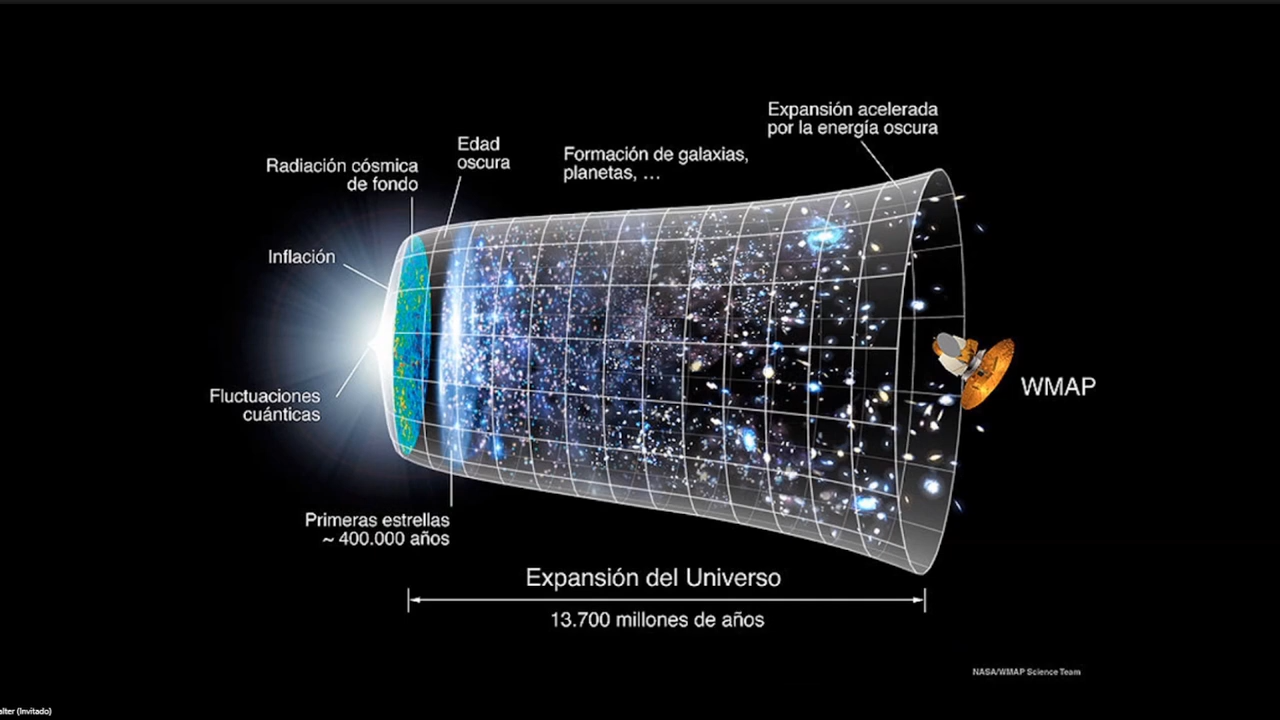 Expansión acelerada
por la energía oscura
Edad
oscura
Formación de galaxias,
planetas, ...
Radiación cósmica
de fondo
Inflación
Fluctuaciones
cuánticas
WMAP
Primeras estrellas
~ 400.000 años
Expansión del Universo
13.700 millones de años
NASA/WMAP Science Team
alter (Invitado)